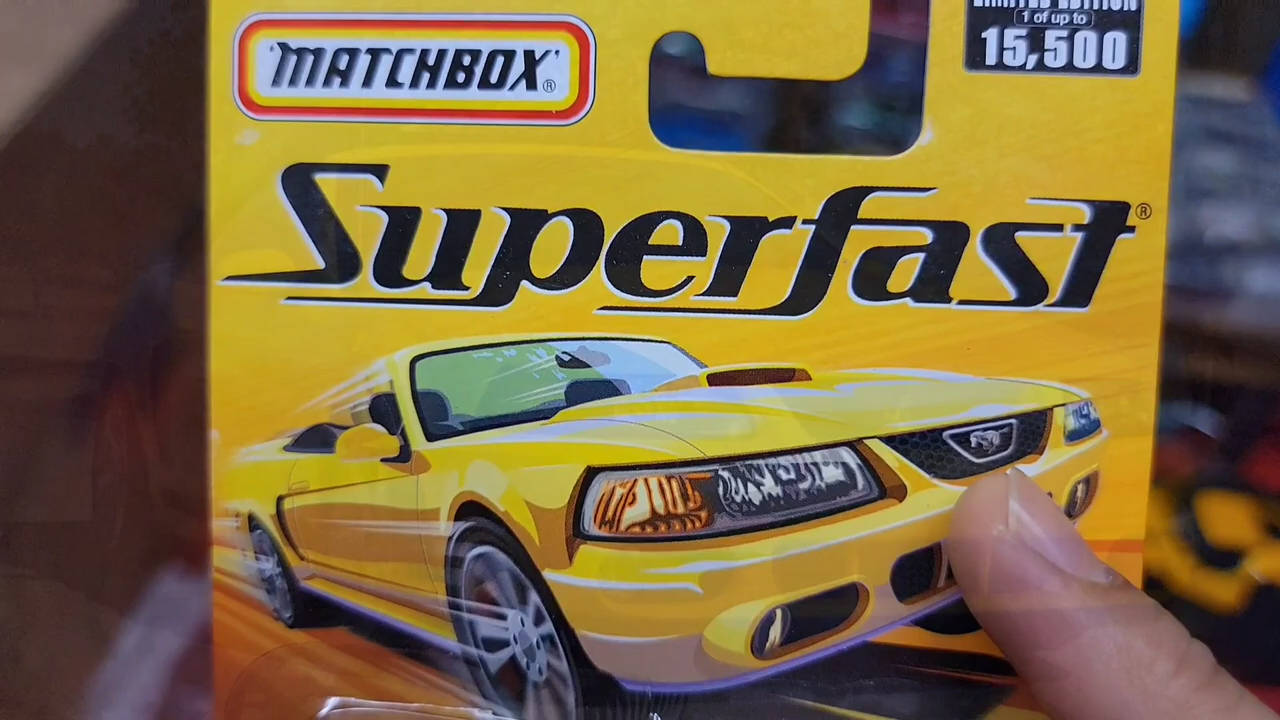 LIMITED EDITION
1 of up to
15,500
'MATCHBOX'®
Superfast®